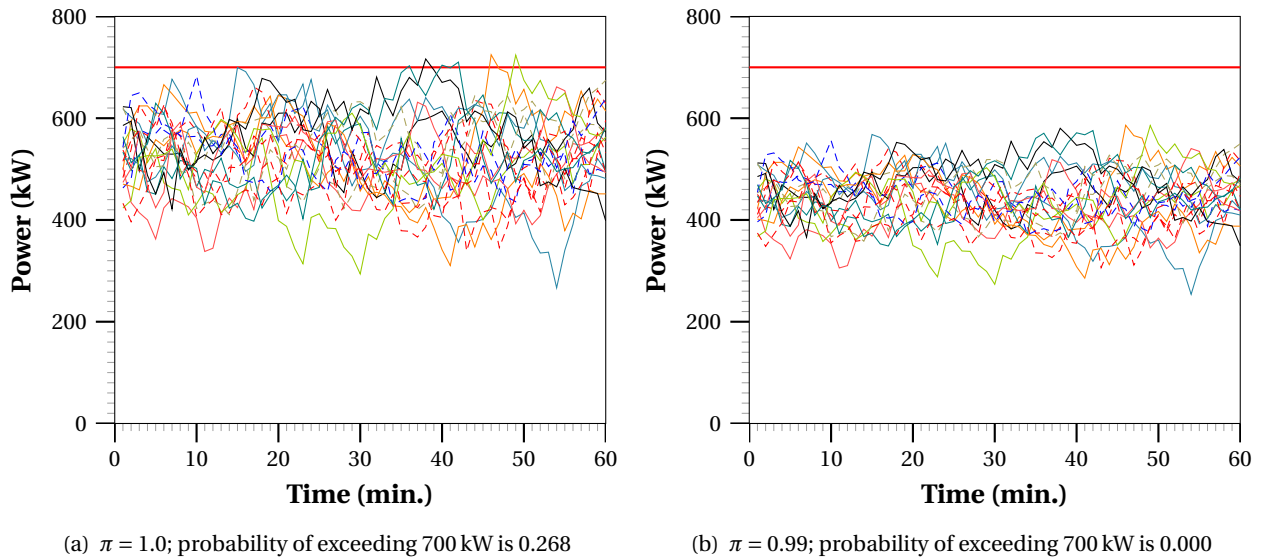 800
600
400
200
0
Power (kW)
0 10 20 30 40 50 60
Time (min.)
(a) π = 1.0; probability of exceeding 700 kW is 0.268
800
600
400
200
0
Power (kW)
0 10 20 30 40 50 60
Time (min.)
(b) π = 0.99; probability of exceeding 700 kW is 0.000